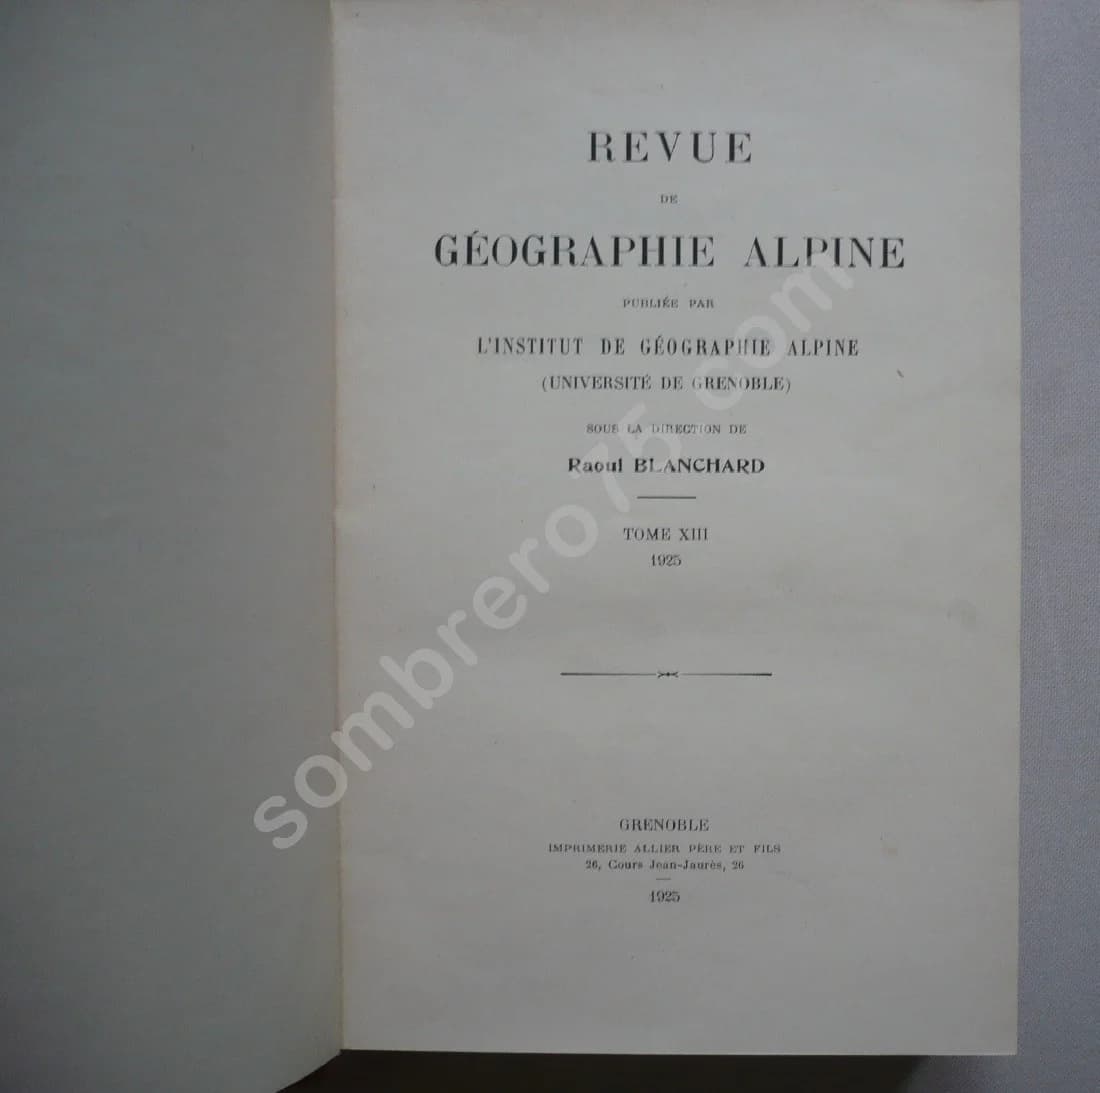 REVUE
DE
GÉOGRAPHIE ALPINE
PUBLIÉE PAR
L'INSTITUT DE GÉOGRAPHIE ALPINE
(UNIVERSITÉ DE GRENOBLE)
SOUS LA DIRECTION DE
Raoul BLANCHARD
TOME XIII
1925
GRENOBLE
IMPRIMERIE ALLIER PÈRE ET FILS
26, Cours Jean-Jaurès, 26
1925
sombrero75.com